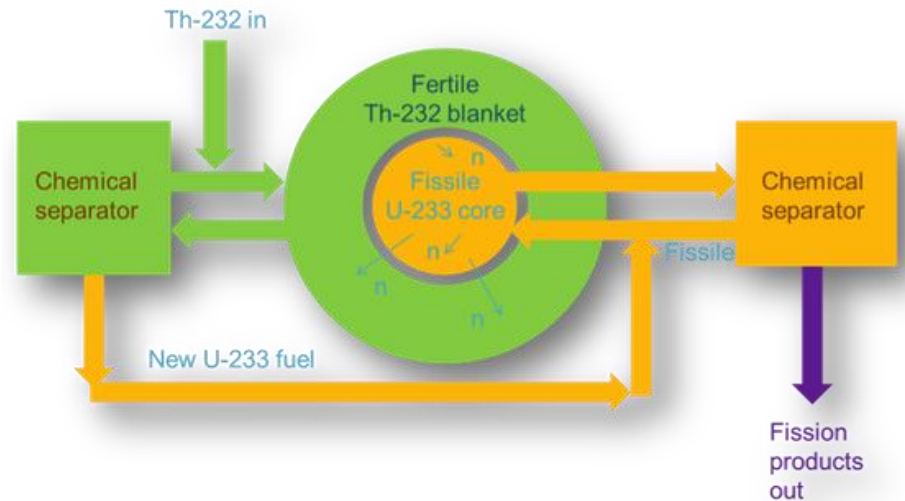 Th-232 in
Fertile
Th-232 blanket
Chemical
separator
n
Fissile
U-233 core
n
n
n
Chemical
separator
Fissile
New U-233 fuel
Fission
products
out